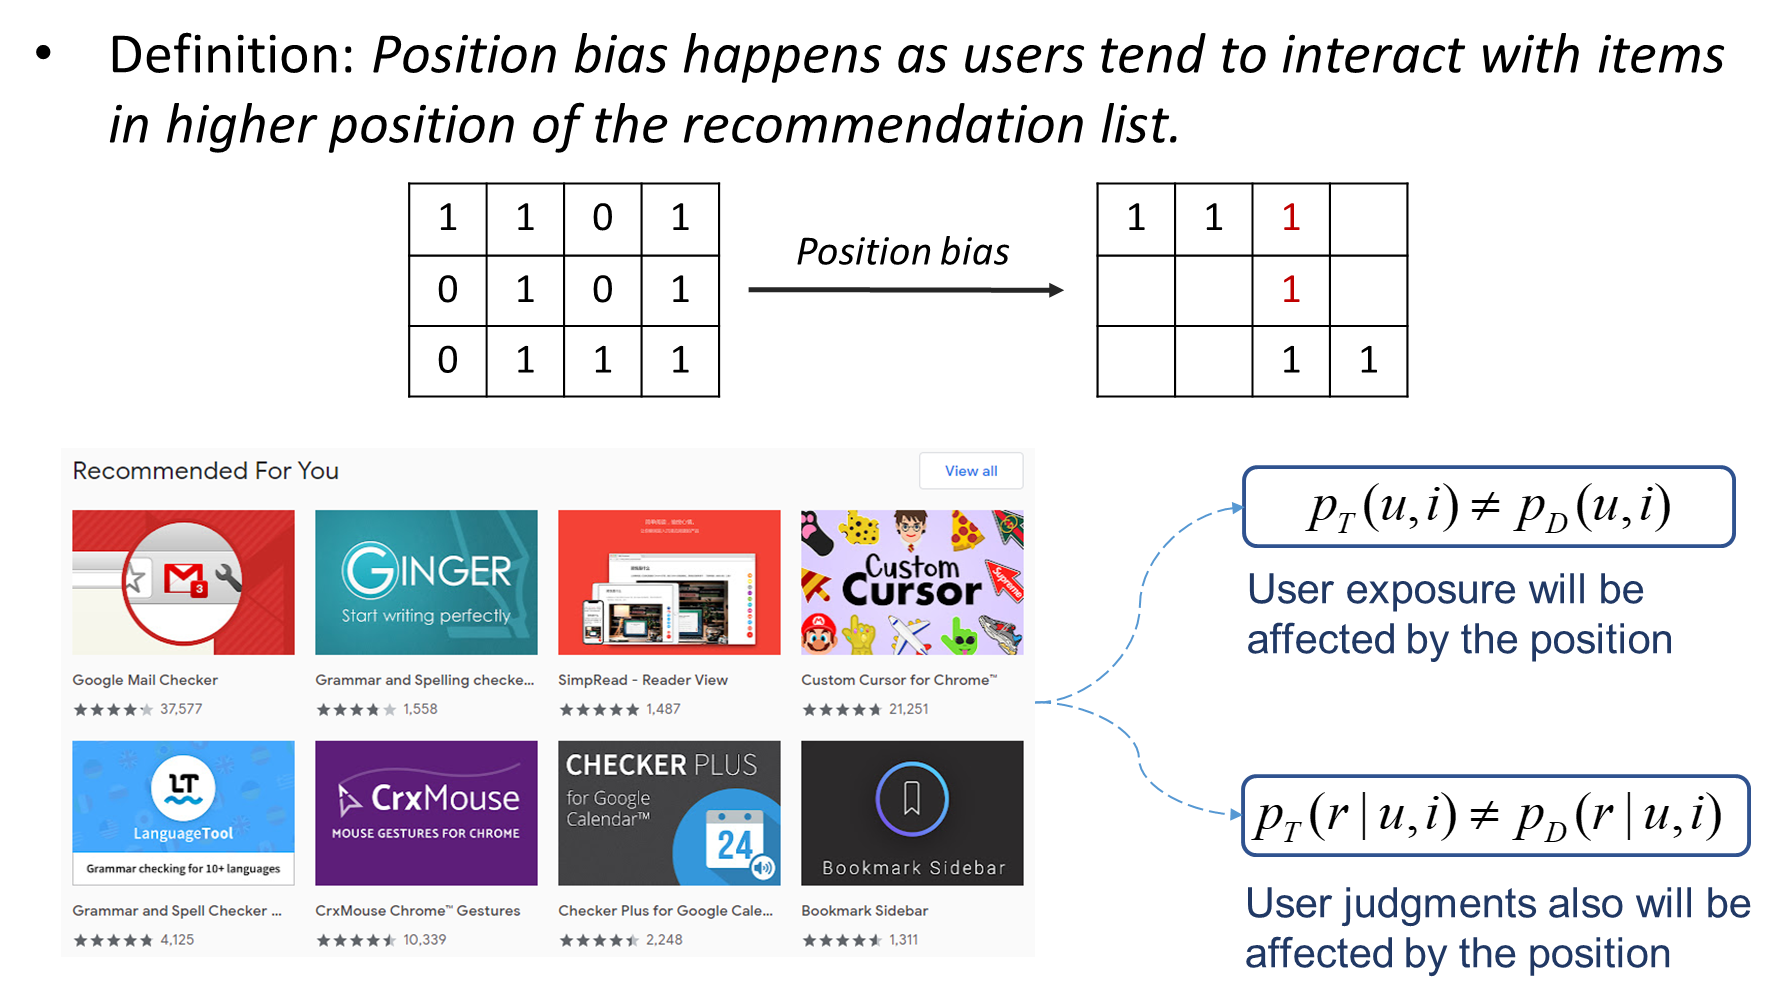 • Definition: Position bias happens as users tend to interact with items
in higher position of the recommendation list.
1 1 0 1
0 1 0 1
0 1 1 1
Position bias
1 1 1
1
1 1
Recommended For You
View all
3
GINGER
Start writing perfectly
Custom
Cursor
Supreme
Google Mail Checker
Grammar and Spelling checke...
SimpRead - Reader View
Custom Cursor for Chrome™
37,577
1,558
1,487
21,251
LT
LanguageTool
Grammar checking for 10+ languages
CrxMouse
MOUSE GESTURES FOR CHROME
CHECKER PLUS
for Google
Calendar™
24
Bookmark Sidebar
Grammar and Spell Checker ...
CrxMouse Chrome™ Gestures
Checker Plus for Google Cale...
Bookmark Sidebar
4,125
10,339
2,248
1,311
p_T(u,i) ≠ p_D(u,i)
User exposure will be
affected by the position
p_T(r|u,i) ≠ p_D(r|u,i)
User judgments also will be
affected by the position